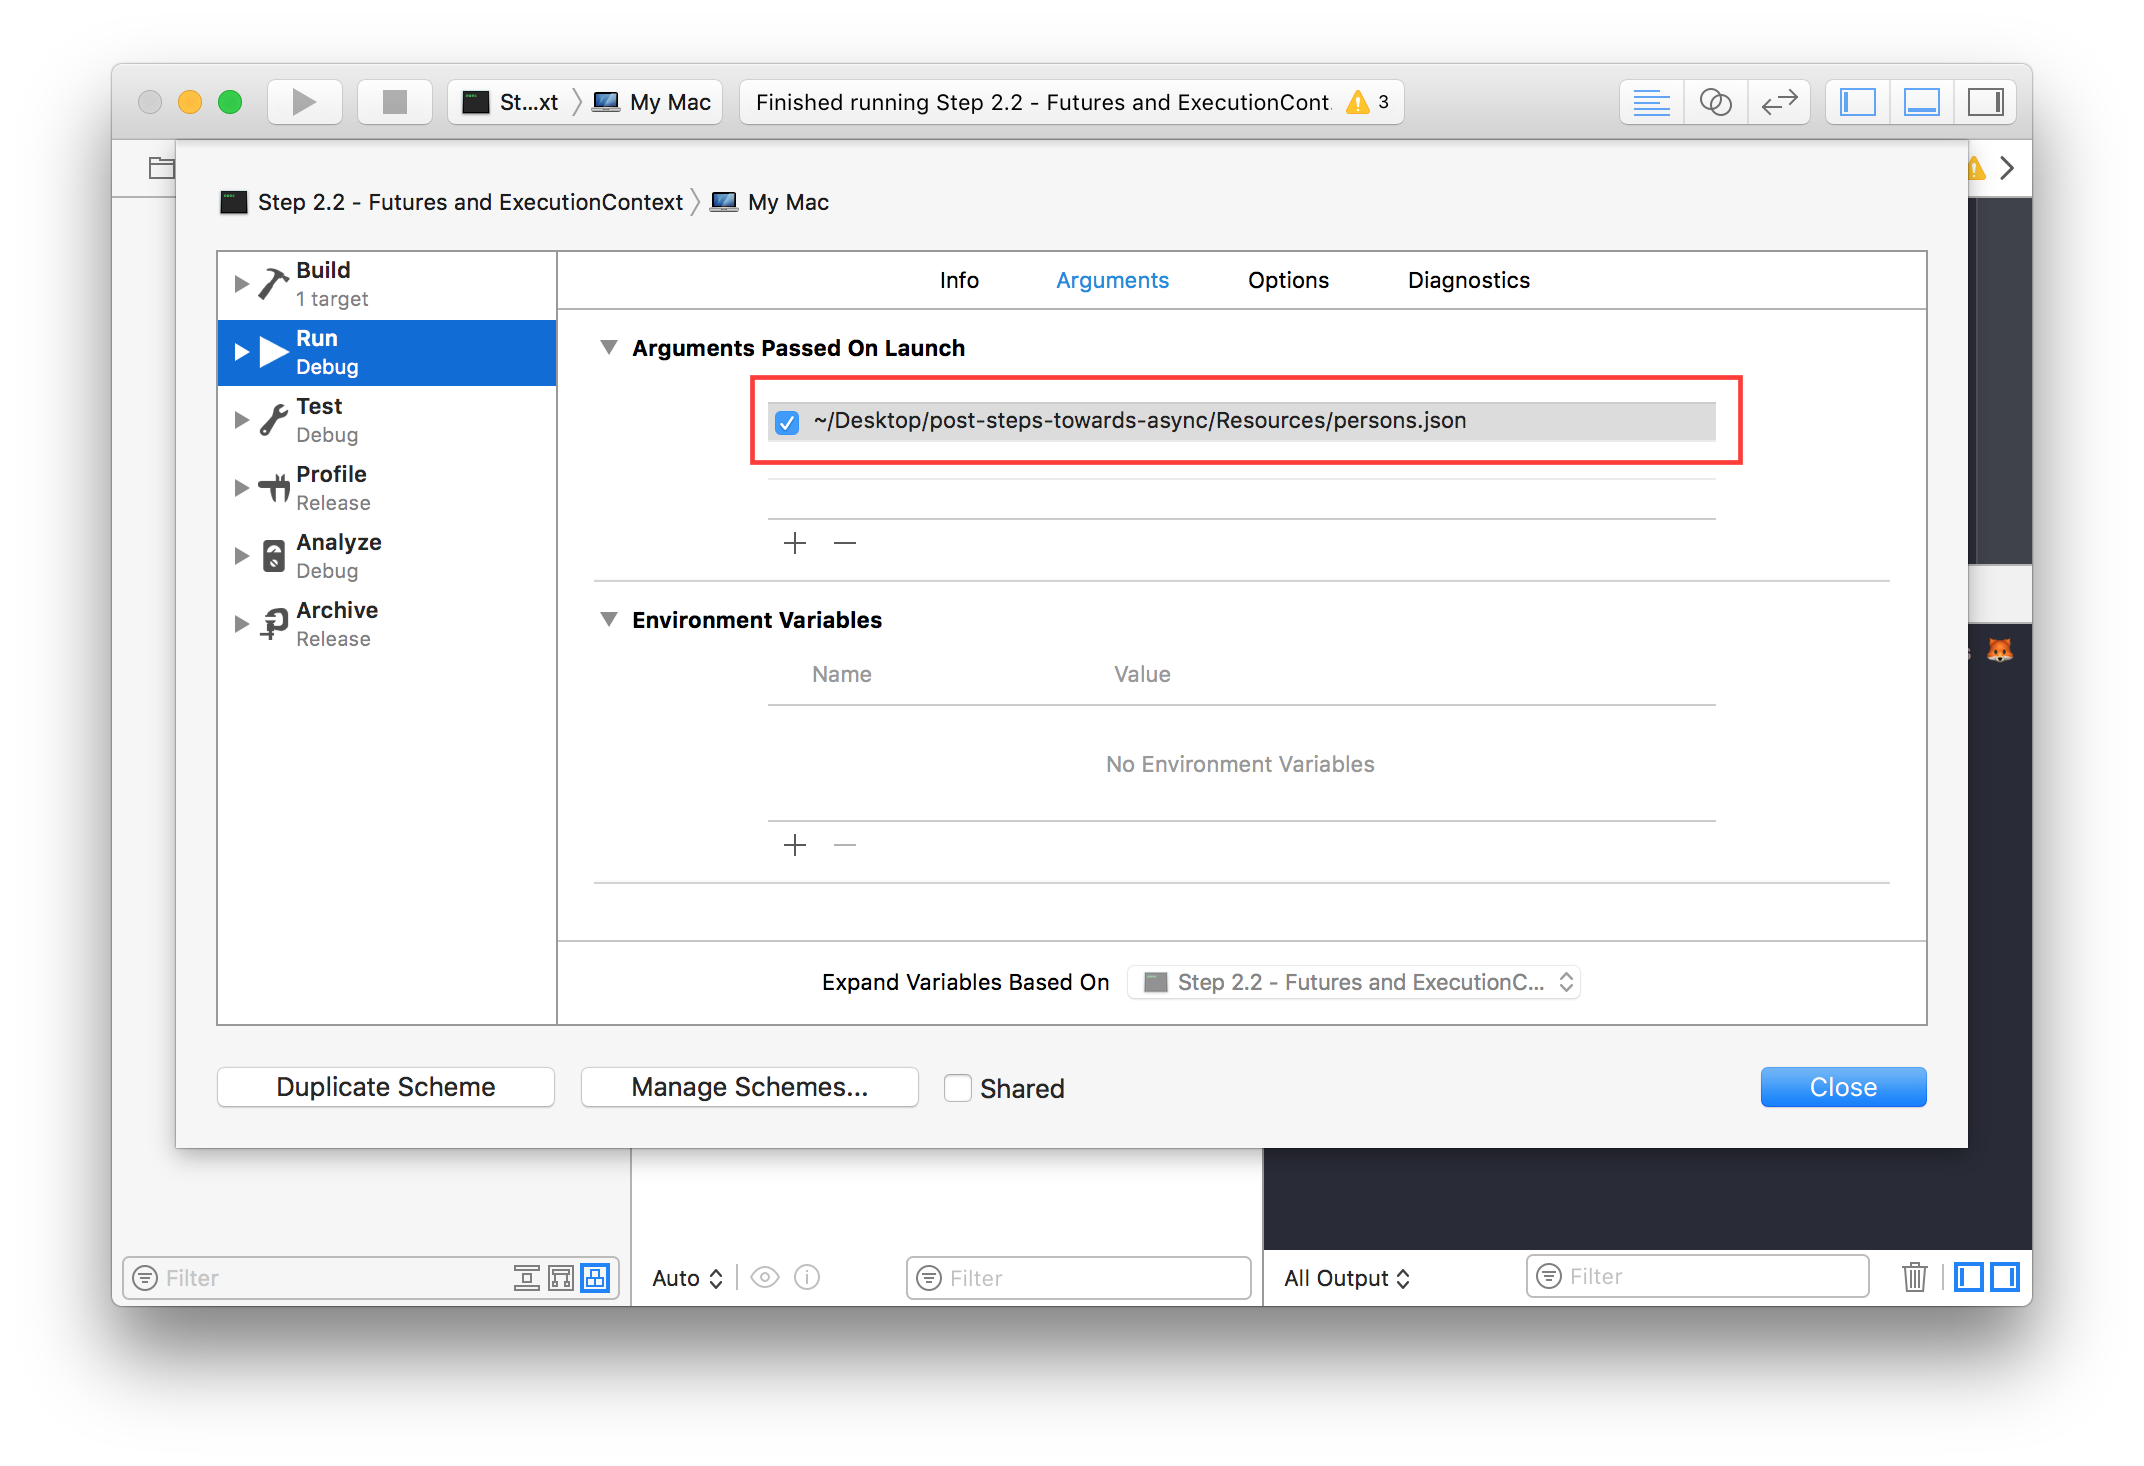 St...xt My Mac
Finished running Step 2.2 - Futures and ExecutionCont. 3
Step 2.2 - Futures and ExecutionContext My Mac
Build
1 target
Run
Debug
Test
Debug
Profile
Release
Analyze
Debug
Archive
Release
Info Arguments Options Diagnostics
Arguments Passed On Launch
~/Desktop/post-steps-towards-async/Resources/persons.json
Environment Variables
Name Value
No Environment Variables
Expand Variables Based On Step 2.2 - Futures and ExecutionC...
Duplicate Scheme Manage Schemes... Shared Close
Filter Auto Filter All Output Filter